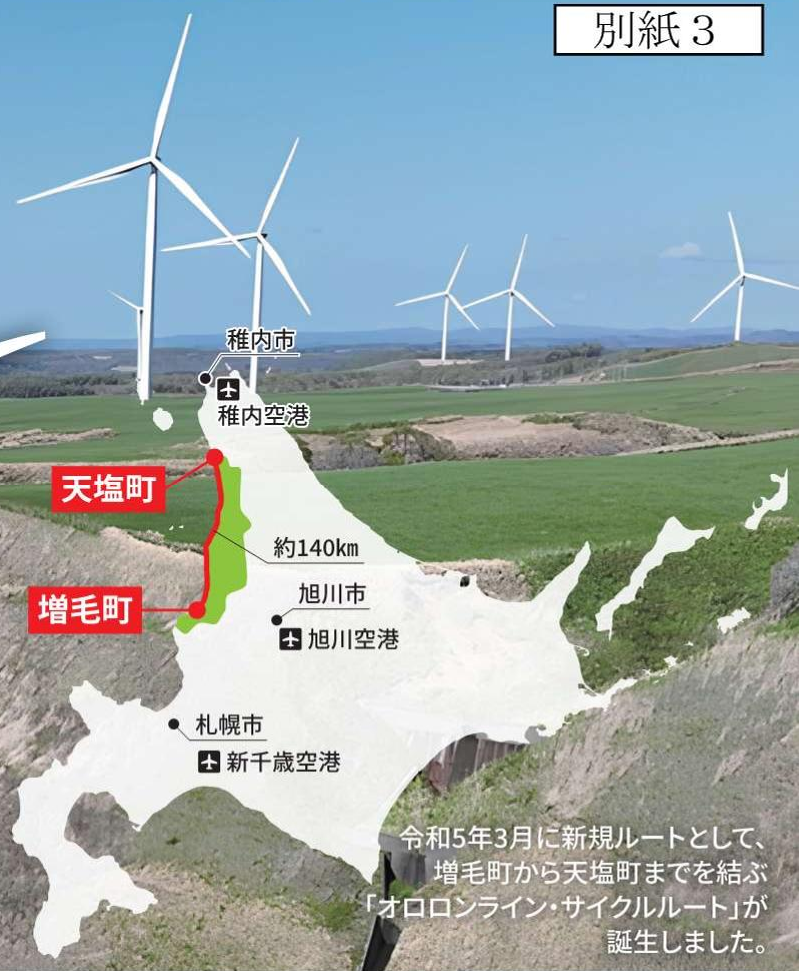 別紙３
稚内市
稚内空港
天塩町
約140㎞
増毛町
旭川市
旭川空港
札幌市
新千歳空港
令和5年3月に新規ルートとして、
増毛町から天塩町までを結ぶ
「オロロンライン・サイクルルート」が
誕生しました。